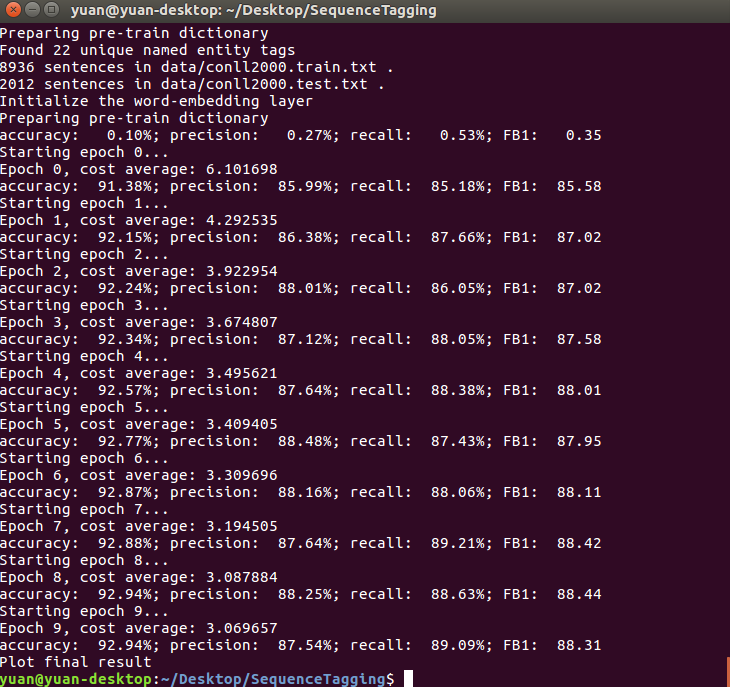 yuan@yuan-desktop: ~/Desktop/SequenceTagging
Preparing pre-train dictionary
Found 22 unique named entity tags
8936 sentences in data/conll2000.train.txt .
2012 sentences in data/conll2000.test.txt .
Initialize the word-embedding layer
Preparing pre-train dictionary
accuracy:   0.10%; precision:   0.27%; recall:   0.53%; FB1:   0.35
Starting epoch 0...
Epoch 0, cost average: 6.101698
accuracy:  91.38%; precision:  85.99%; recall:  85.18%; FB1:  85.58
Starting epoch 1...
Epoch 1, cost average: 4.292535
accuracy:  92.15%; precision:  86.38%; recall:  87.66%; FB1:  87.02
Starting epoch 2...
Epoch 2, cost average: 3.922954
accuracy:  92.24%; precision:  88.01%; recall:  86.05%; FB1:  87.02
Starting epoch 3...
Epoch 3, cost average: 3.674807
accuracy:  92.34%; precision:  87.12%; recall:  88.05%; FB1:  87.58
Starting epoch 4...
Epoch 4, cost average: 3.495621
accuracy:  92.57%; precision:  87.64%; recall:  88.38%; FB1:  88.01
Starting epoch 5...
Epoch 5, cost average: 3.409405
accuracy:  92.77%; precision:  88.48%; recall:  87.43%; FB1:  87.95
Starting epoch 6...
Epoch 6, cost average: 3.309696
accuracy:  92.87%; precision:  88.16%; recall:  88.06%; FB1:  88.11
Starting epoch 7...
Epoch 7, cost average: 3.194505
accuracy:  92.88%; precision:  87.64%; recall:  89.21%; FB1:  88.42
Starting epoch 8...
Epoch 8, cost average: 3.087884
accuracy:  92.94%; precision:  88.25%; recall:  88.63%; FB1:  88.44
Starting epoch 9...
Epoch 9, cost average: 3.069657
accuracy:  92.94%; precision:  87.54%; recall:  89.09%; FB1:  88.31
Plot final result
yuan@yuan-desktop:~/Desktop/SequenceTagging$